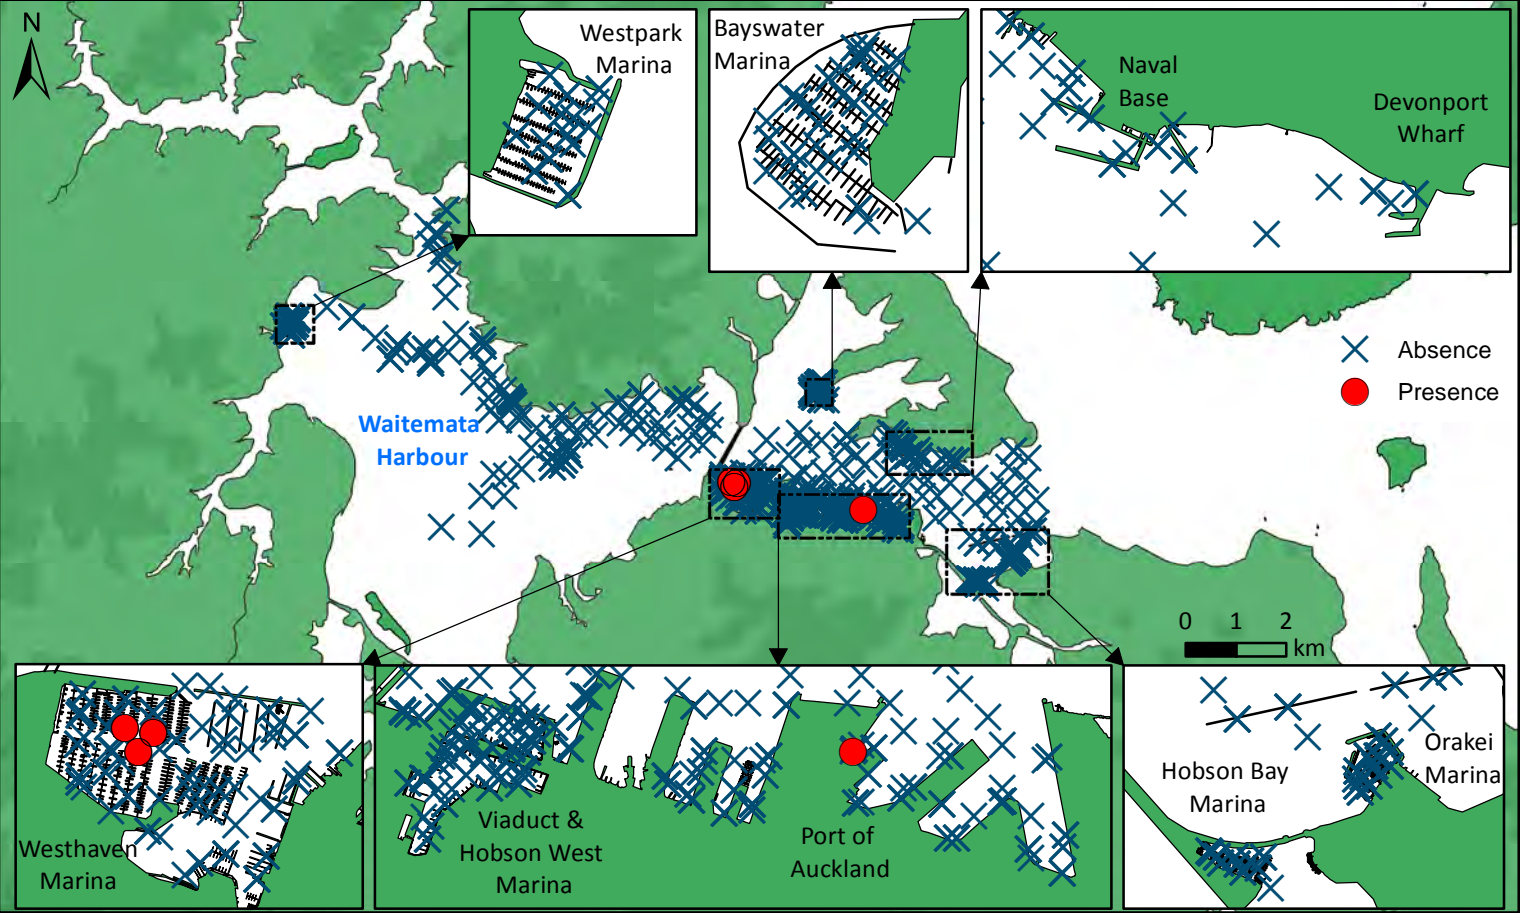 N
Westpark
Marina
Bayswater
Marina
Naval
Base
Devonport
Wharf
Absence
Presence
Waitemata
Harbour
0 1 2
km
Westhaven
Marina
Viaduct &
Hobson West
Marina
Port of
Auckland
Hobson Bay
Marina
Orakei
Marina